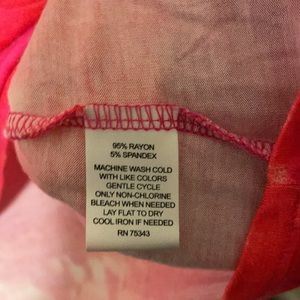 95% RAYON
5% SPANDEX
MACHINE WASH COLD
WITH LIKE COLORS
GENTLE CYCLE
ONLY NON-CHLORINE
BLEACH WHEN NEEDED
LAY FLAT TO DRY
COOL IRON IF NEEDED
RN 75343